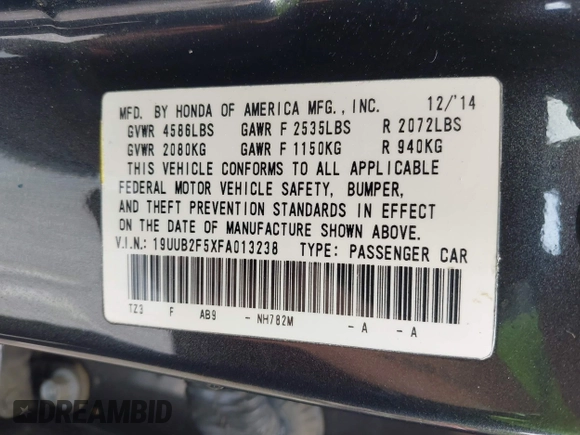 MFD. BY HONDA OF AMERICA MFG., INC. 12/'14
GVWR 4586LBS GAWR F 2535LBS R 2072LBS
GVWR 2080KG GAWR F 1150KG R 940KG
THIS VEHICLE CONFORMS TO ALL APPLICABLE
FEDERAL MOTOR VEHICLE SAFETY, BUMPER,
AND THEFT PREVENTION STANDARDS IN EFFECT
ON THE DATE OF MANUFACTURE SHOWN ABOVE.
V.I.N.: 19UUB2F5XFA013238 TYPE: PASSENGER CAR
TZ3 F AB9 - NH782M - A - A
DREAMBID